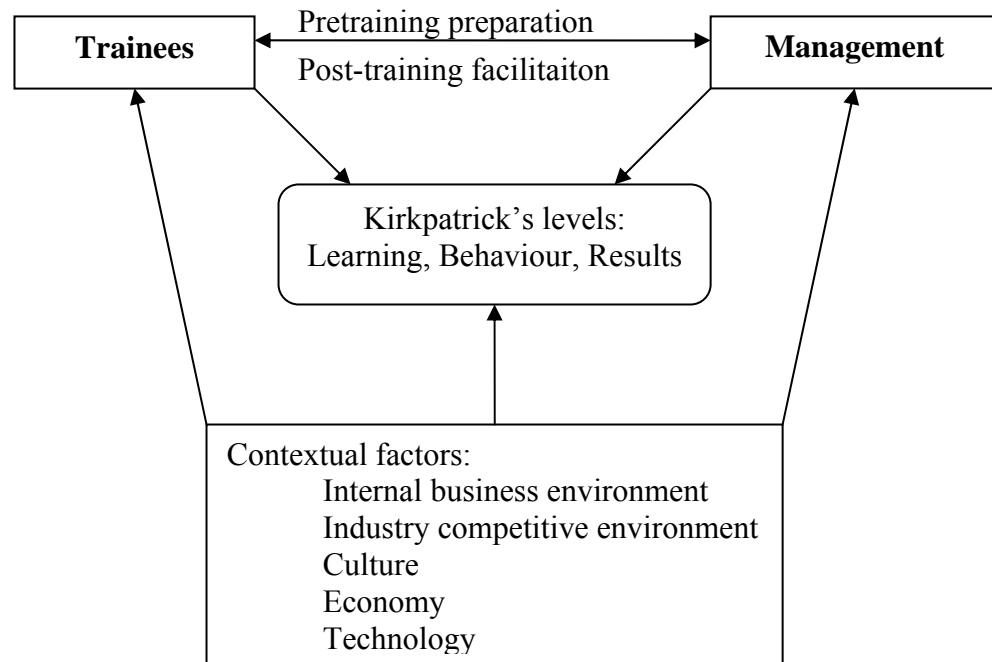 Pretraining preparation
Trainees
Management
Post-training facilitaiton
Kirkpatrick’s levels:
Learning, Behaviour, Results
Contextual factors:
Internal business environment
Industry competitive environment
Culture
Economy
Technology